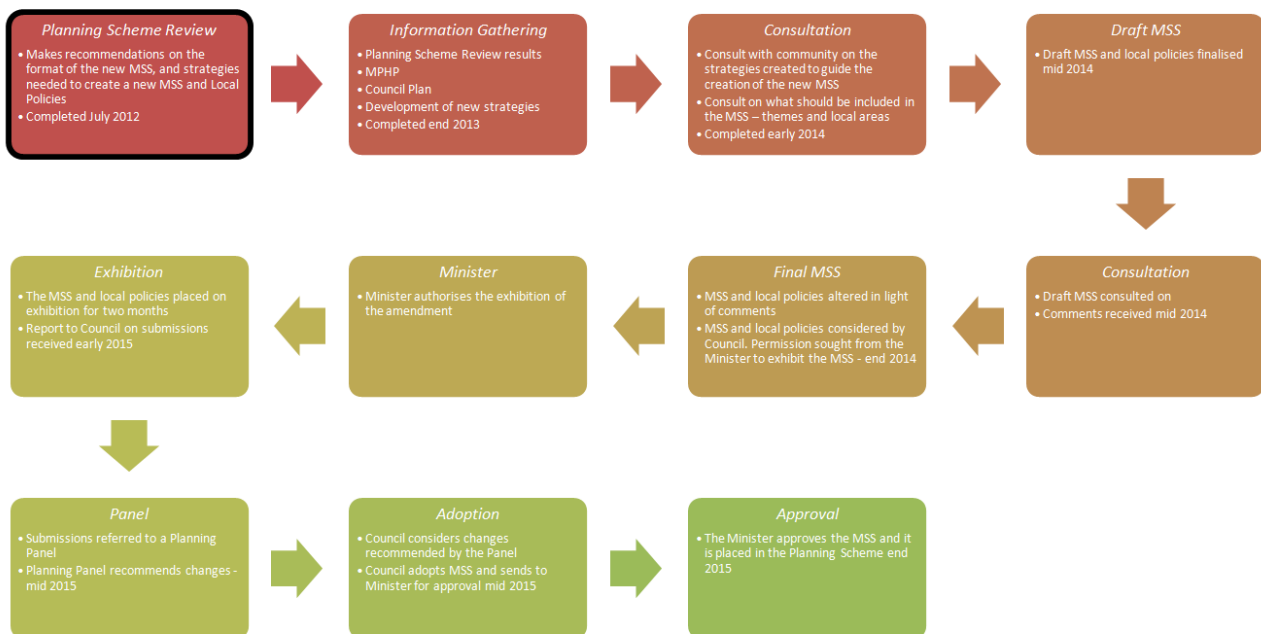 Planning Scheme Review
• Makes recommendations on the
format of the new MSS, and strategies
needed to create a new MSS and Local
Policies
• Completed July 2012
Information Gathering
• Planning Scheme Review results
• MPHP
• Council Plan
• Development of new strategies
• Completed end 2013
Consultation
• Consult with community on the
strategies created to guide the
creation of the new MSS
• Consult on what should be included in
the MSS – themes and local areas
• Completed early 2014
Draft MSS
• Draft MSS and local policies finalised
mid 2014
Consultation
• Draft MSS consulted on
• Comments received mid 2014
Final MSS
• MSS and local policies altered in light
of comments
• MSS and local policies considered by
Council. Permission sought from the
Minister to exhibit the MSS - end 2014
Minister
• Minister authorises the exhibition of
the amendment
Exhibition
• The MSS and local policies placed on
exhibition for two months
• Report to Council on submissions
received early 2015
Panel
• Submissions referred to a Planning
Panel
• Planning Panel recommends changes -
mid 2015
Adoption
• Council considers changes
recommended by the Panel
• Council adopts MSS and sends to
Minister for approval mid 2015
Approval
• The Minister approves the MSS and it
is placed in the Planning Scheme end
2015